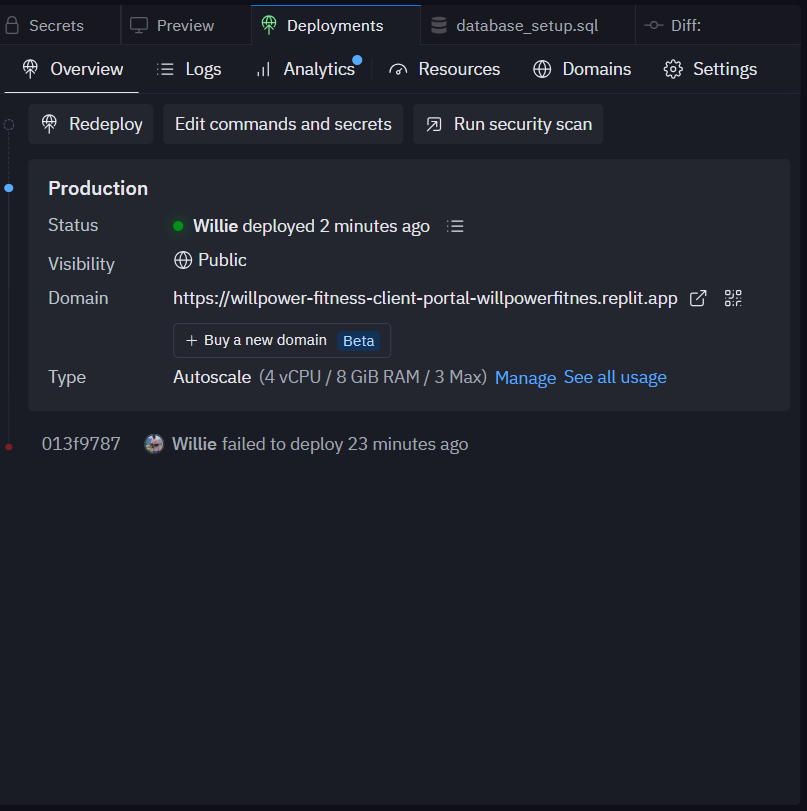 Secrets Preview Deployments database_setup.sql Diff:
Overview Logs Analytics Resources Domains Settings
Redeploy Edit commands and secrets Run security scan
Production
Status Willie deployed 2 minutes ago
Visibility Public
Domain https://willpower-fitness-client-portal-willpowerfitnes.replit.app
+ Buy a new domain Beta
Type Autoscale (4 vCPU / 8 GiB RAM / 3 Max) Manage See all usage
013f9787 Willie failed to deploy 23 minutes ago